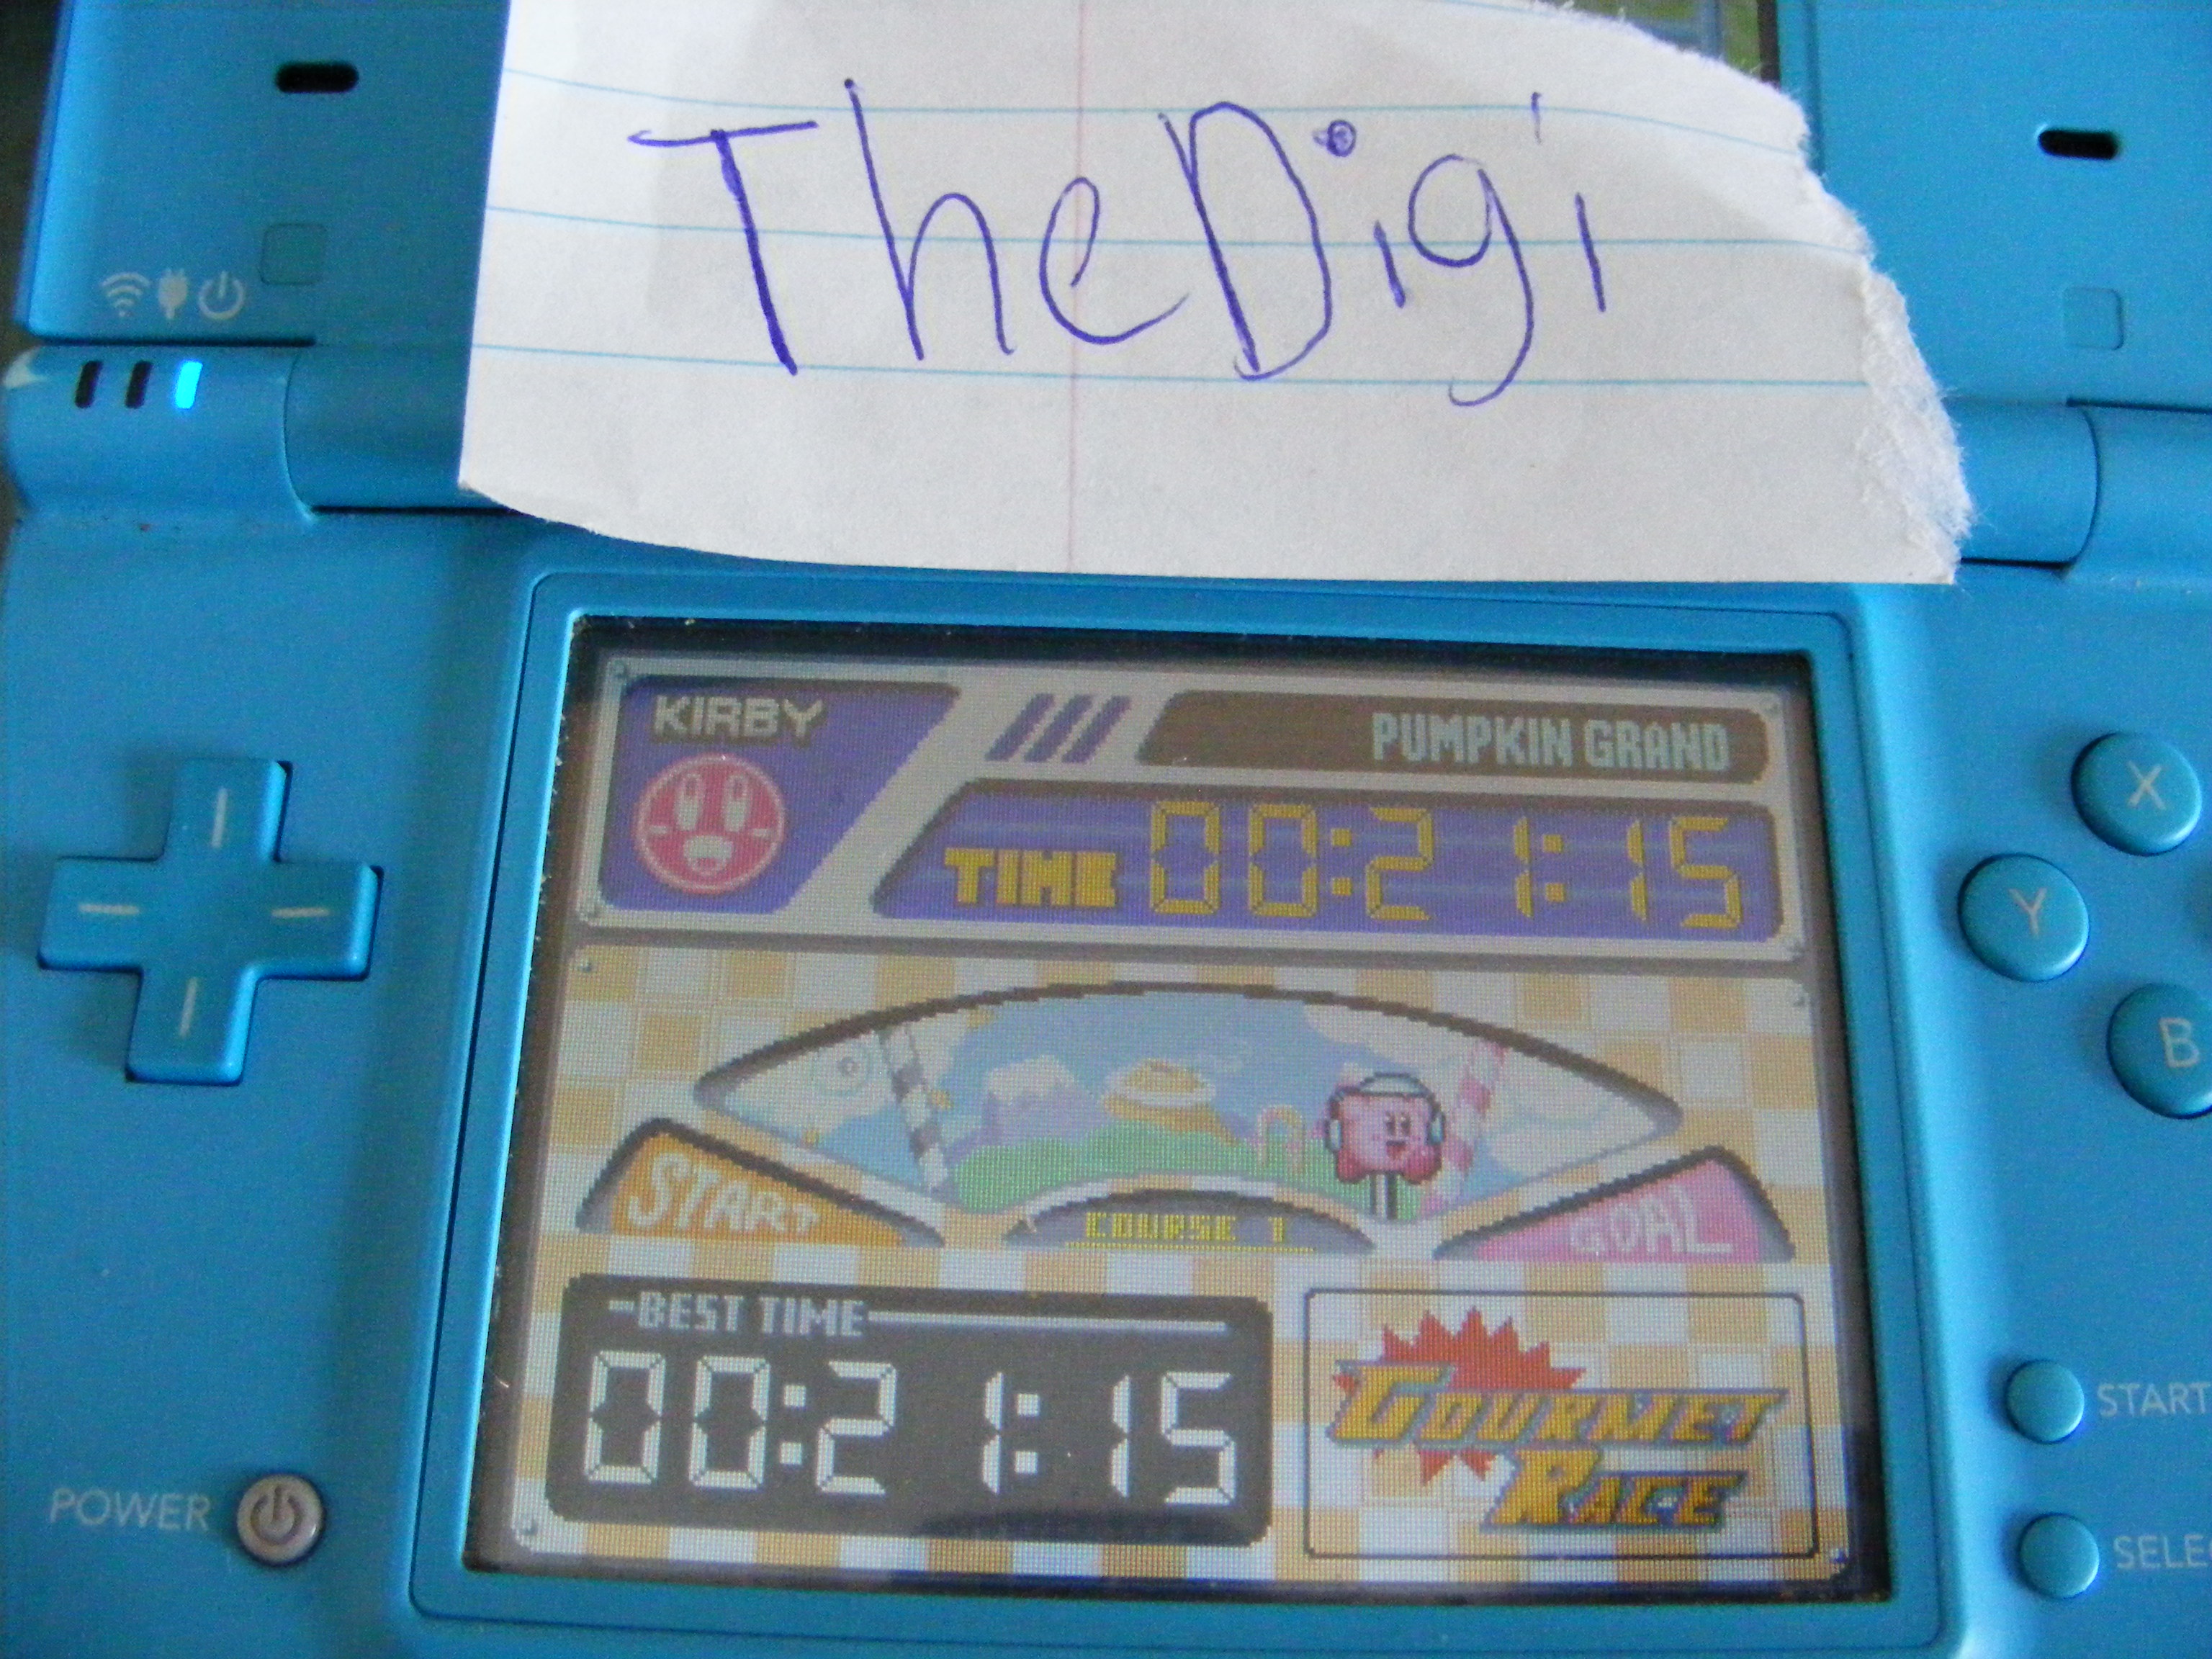 TheDigi
KIRBY
PUMPKIN GRAND
TIME 00:21:15
START
COURSE 1
GOAL
BEST TIME
00:21:15
GOURMET
RACE
X
Y
B
START
POWER